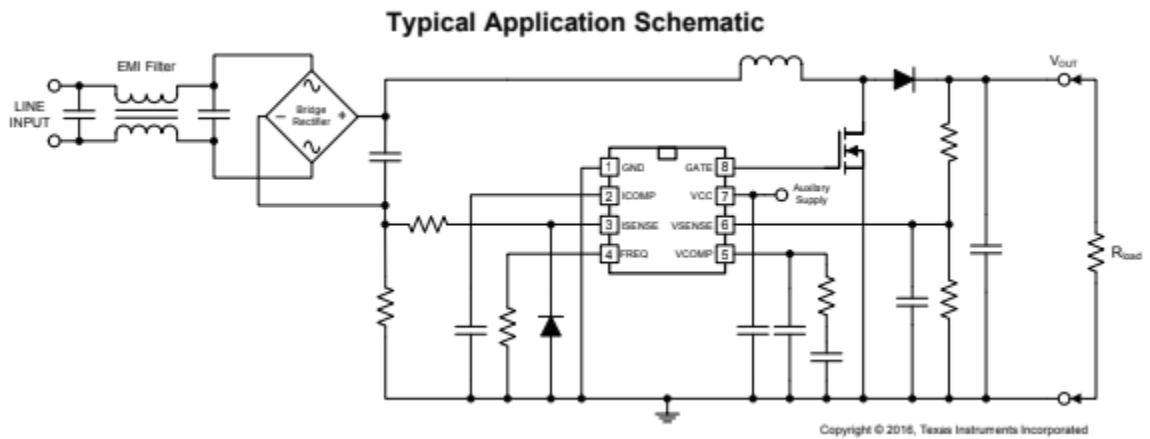 Typical Application Schematic
EMI Filter
LINE
INPUT
Bridge
Rectifier
−
+
VOUT
1
GND
GATE
8
2
ICOMP
VCC
7
Auxiliary
Supply
3
ISENSE
VSENSE
6
4
FREQ
VCOMP
5
Rload
Copyright © 2016, Texas Instruments Incorporated